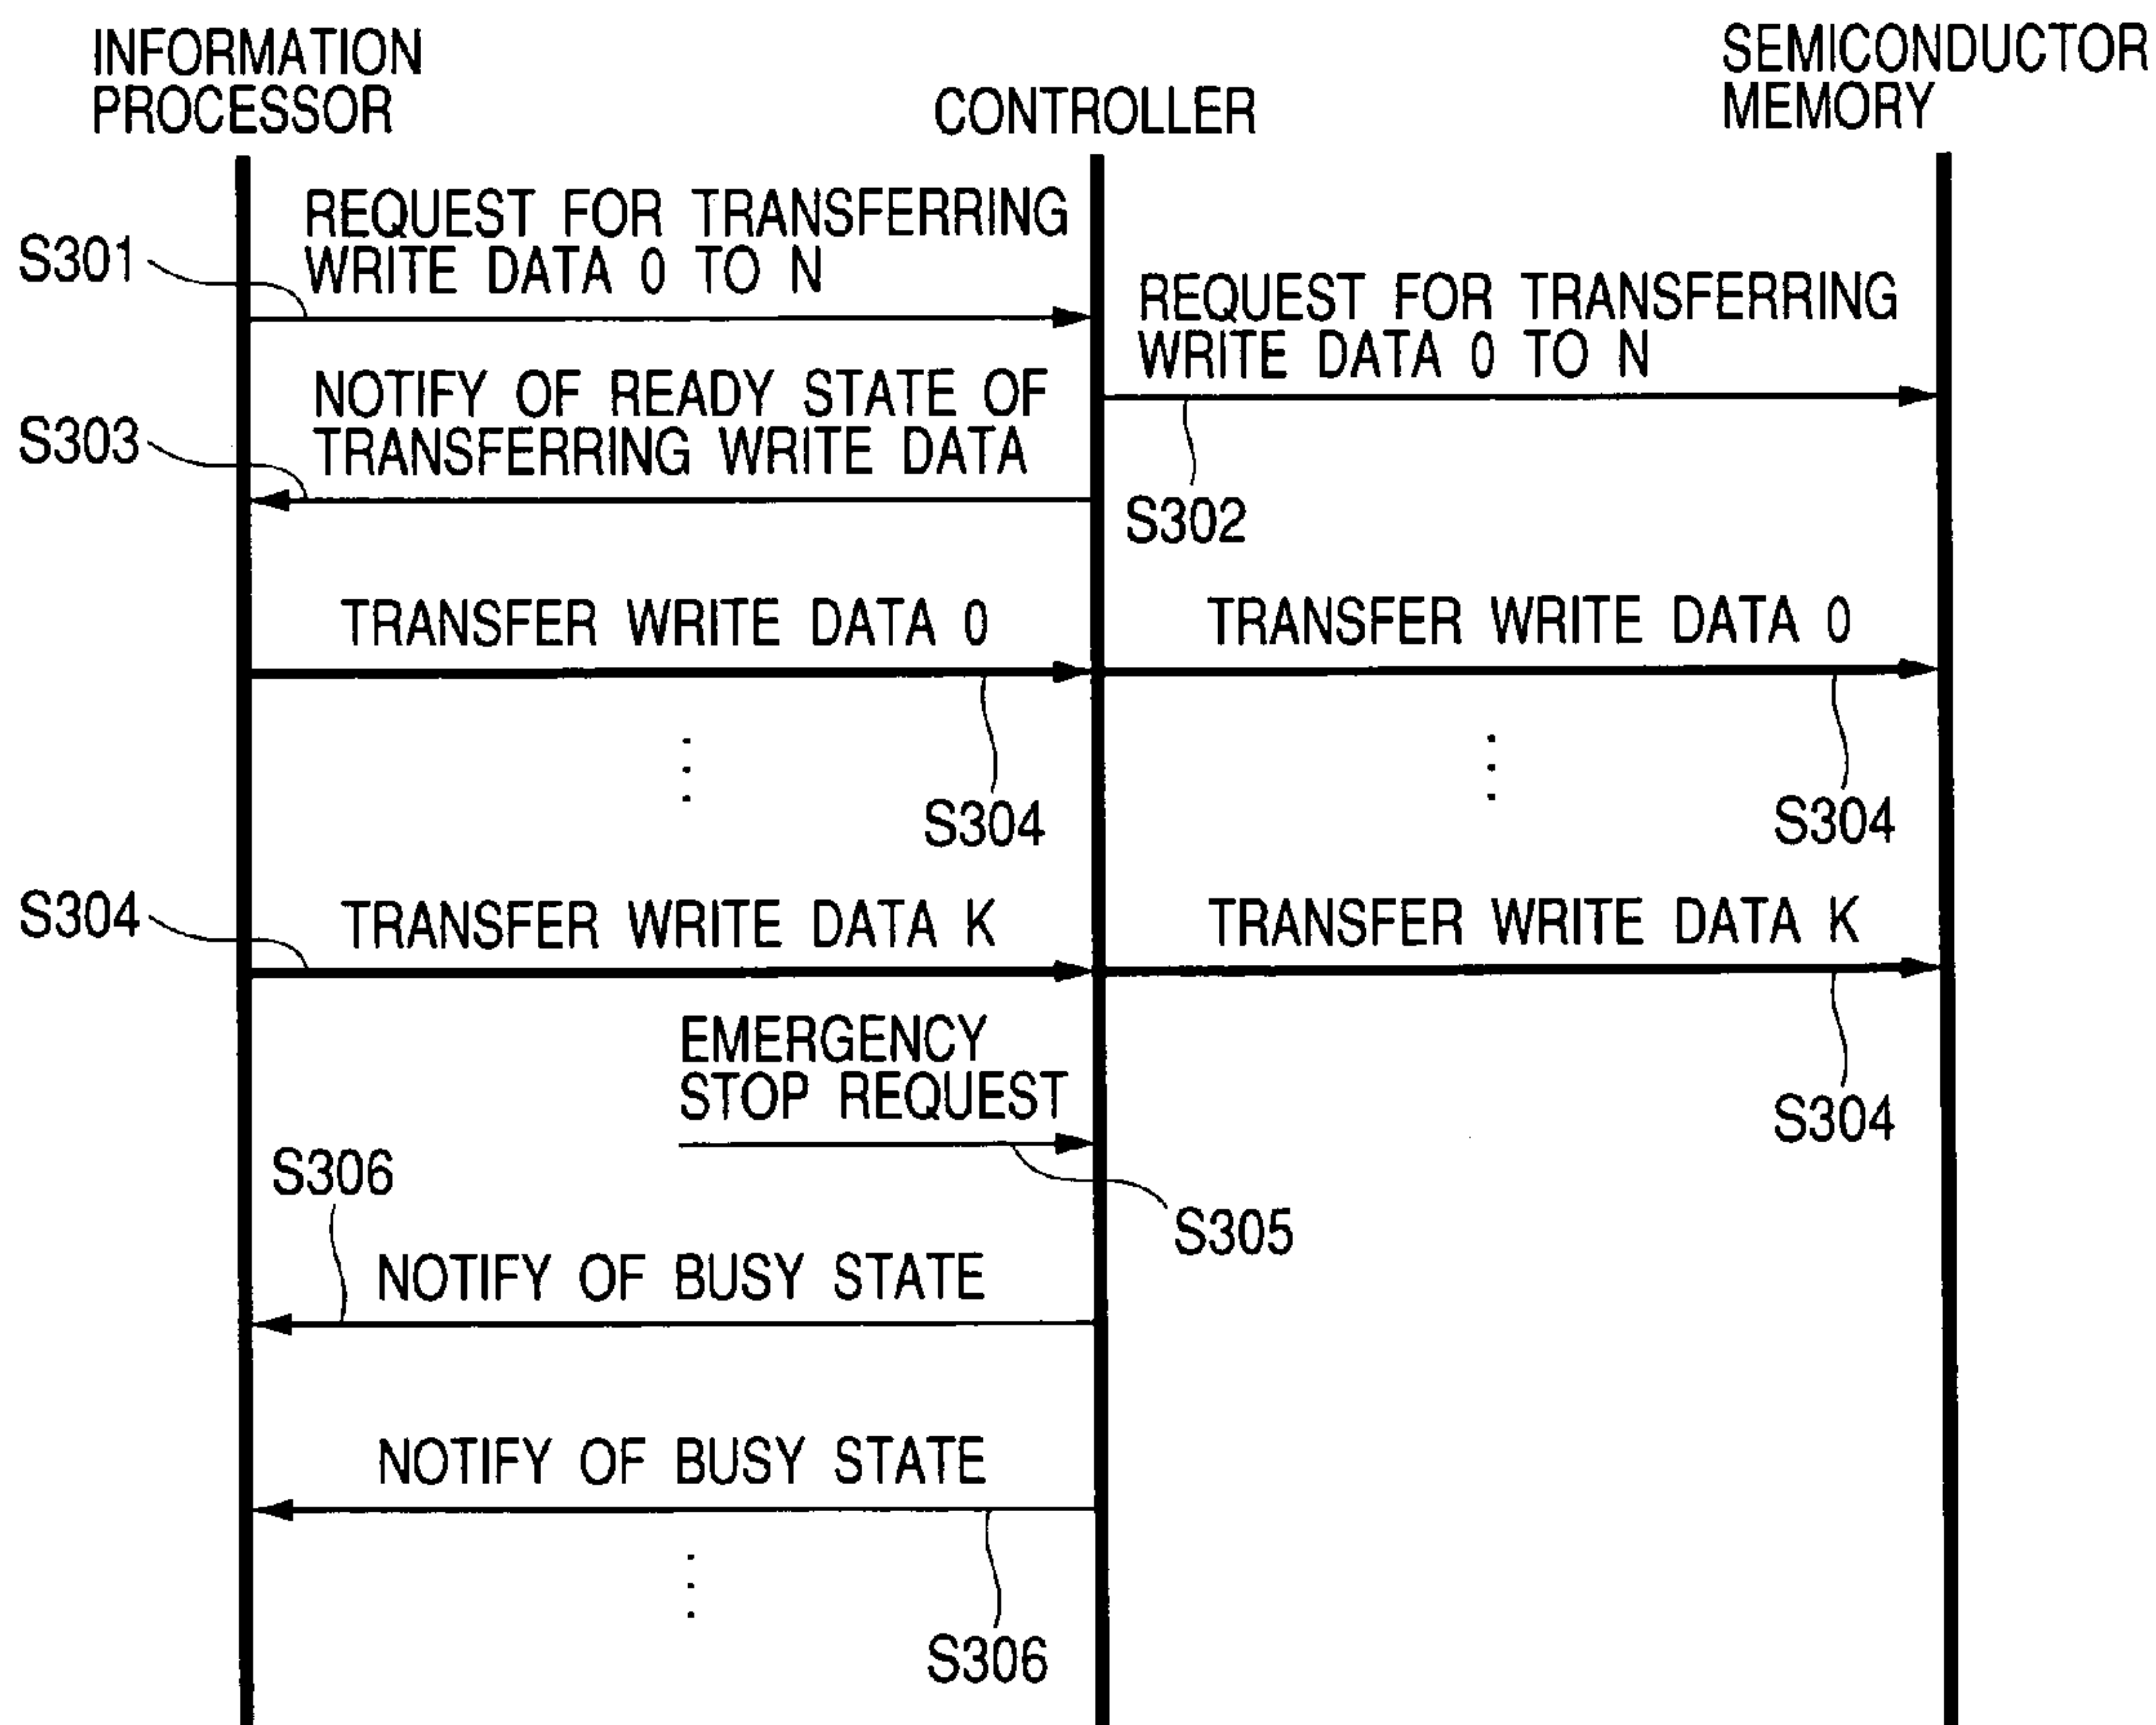 INFORMATION
PROCESSOR
CONTROLLER
SEMICONDUCTOR
MEMORY
REQUEST FOR TRANSFERRING
WRITE DATA 0 TO N
S301
REQUEST FOR TRANSFERRING
WRITE DATA 0 TO N
S302
NOTIFY OF READY STATE OF
TRANSFERRING WRITE DATA
S303
TRANSFER WRITE DATA 0
TRANSFER WRITE DATA 0
S304
S304
S304
TRANSFER WRITE DATA K
TRANSFER WRITE DATA K
S304
EMERGENCY
STOP REQUEST
S305
S306
NOTIFY OF BUSY STATE
NOTIFY OF BUSY STATE
S306